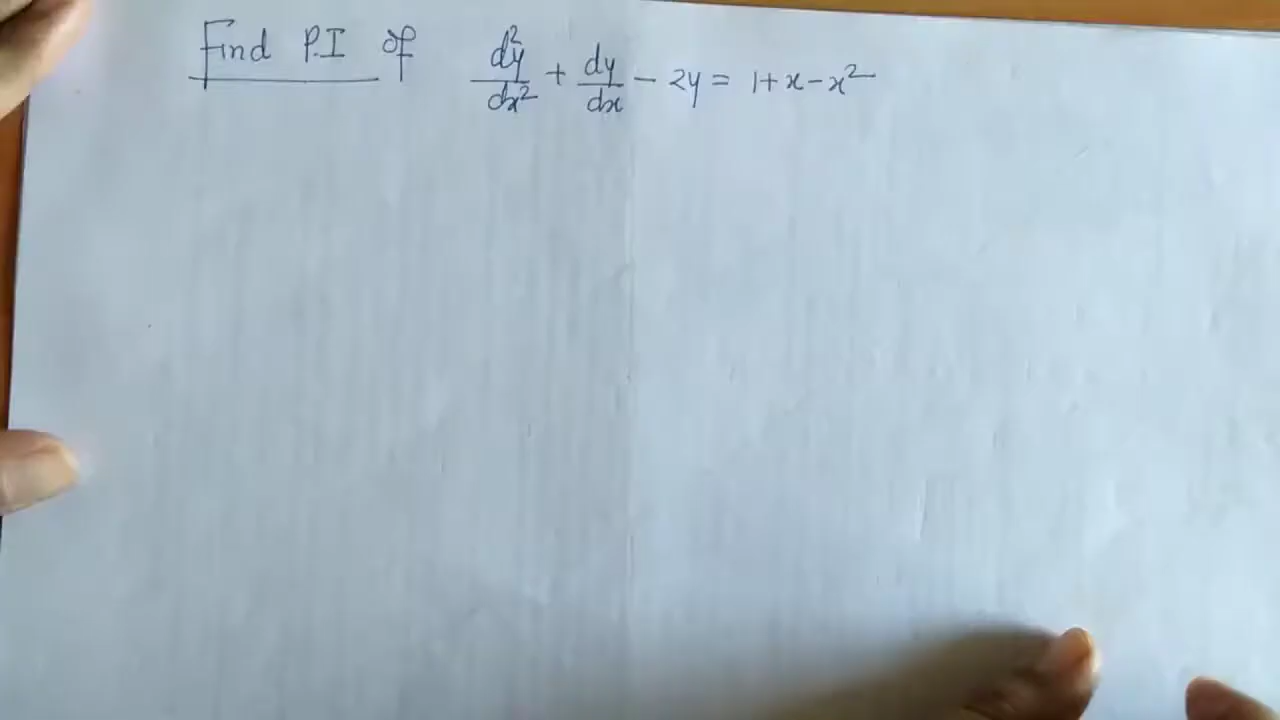 Find P.I of d²y/dx² + dy/dx - 2y = 1+x-x²